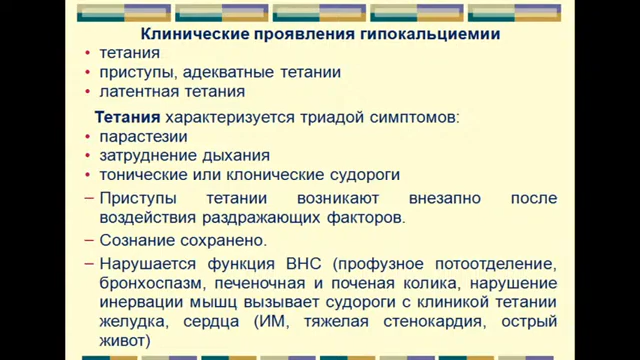 Клинические проявления гипокальциемии
• тетания
• приступы, адекватные тетании
• латентная тетания
Тетания характеризуется триадой симптомов:
• парастезии
• затруднение дыхания
• тонические или клонические судороги
– Приступы тетании возникают внезапно после
воздействия раздражающих факторов.
– Сознание сохранено.
– Нарушается функция ВНС (профузное потоотделение,
бронхоспазм, печеночная и поченая колика, нарушение
инервации мышц вызывает судороги с клиникой тетании
желудка, сердца (ИМ, тяжелая стенокардия, острый
живот)